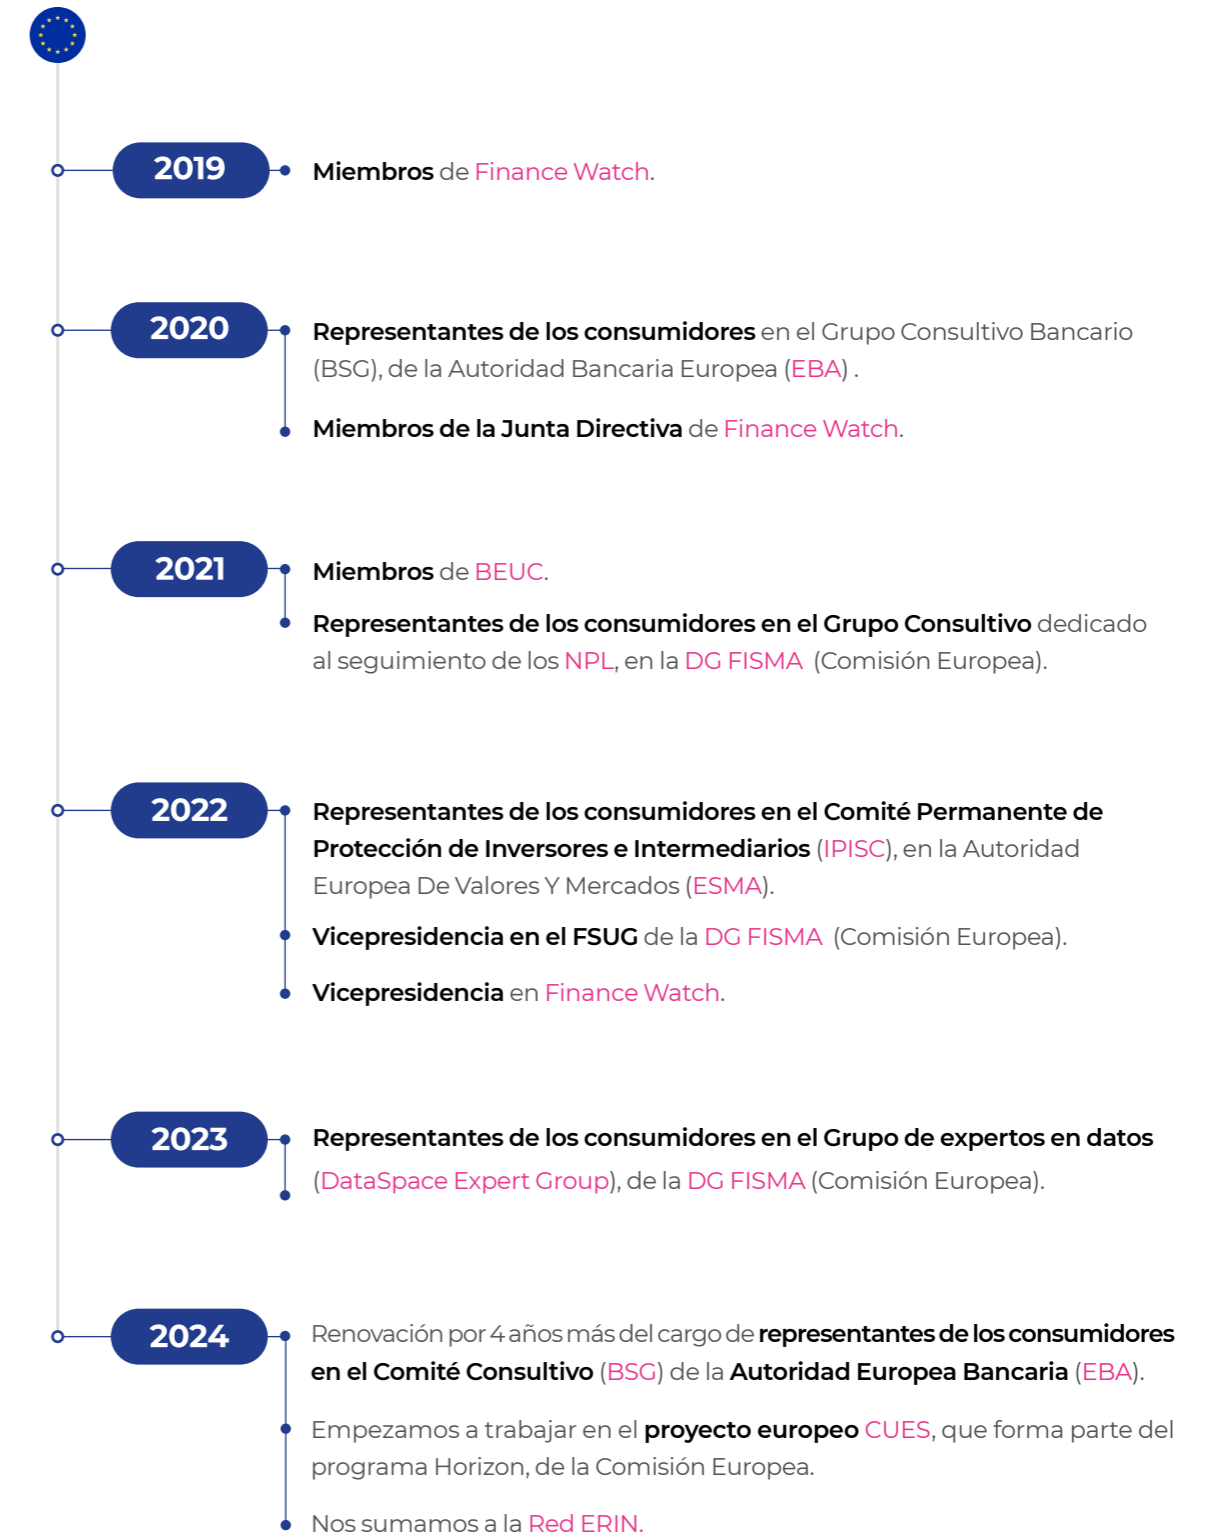 2019
Miembros de Finance Watch.
2020
Representantes de los consumidores en el Grupo Consultivo Bancario
(BSG), de la Autoridad Bancaria Europea (EBA) .
Miembros de la Junta Directiva de Finance Watch.
2021
Miembros de BEUC.
Representantes de los consumidores en el Grupo Consultivo dedicado
al seguimiento de los NPL, en la DG FISMA (Comisión Europea).
2022
Representantes de los consumidores en el Comité Permanente de
Protección de Inversores e Intermediarios (IPISC), en la Autoridad
Europea De Valores Y Mercados (ESMA).
Vicepresidencia en el FSUG de la DG FISMA (Comisión Europea).
Vicepresidencia en Finance Watch.
2023
Representantes de los consumidores en el Grupo de expertos en datos
(DataSpace Expert Group), de la DG FISMA (Comisión Europea).
2024
Renovación por 4 años más del cargo de representantes de los consumidores
en el Comité Consultivo (BSG) de la Autoridad Europea Bancaria (EBA).
Empezamos a trabajar en el proyecto europeo CUES, que forma parte del
programa Horizon, de la Comisión Europea.
Nos sumamos a la Red ERIN.